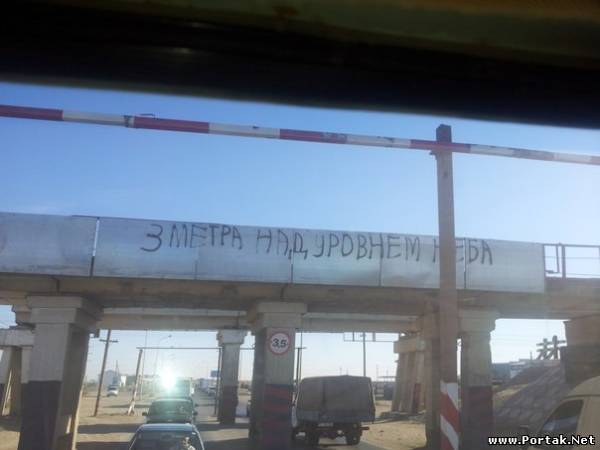 3 МЕТРА НАД УРОВНЕМ НЕБА
3,5
www.Portak.Net